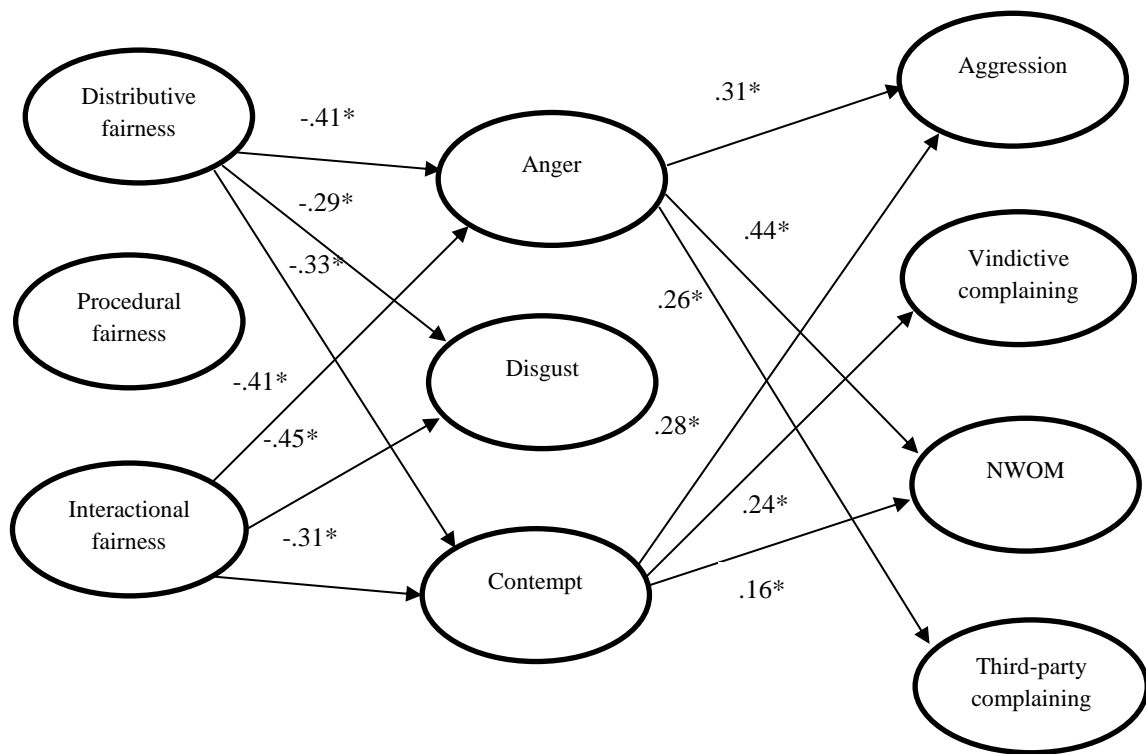 Distributive
fairness
Procedural
fairness
Interactional
fairness
-.41*
-.29*
-.33*
-.41*
-.45*
-.31*
Anger
Disgust
Contempt
.31*
.44*
.26*
.28*
.24*
.16*
Aggression
Vindictive
complaining
NWOM
Third-party
complaining